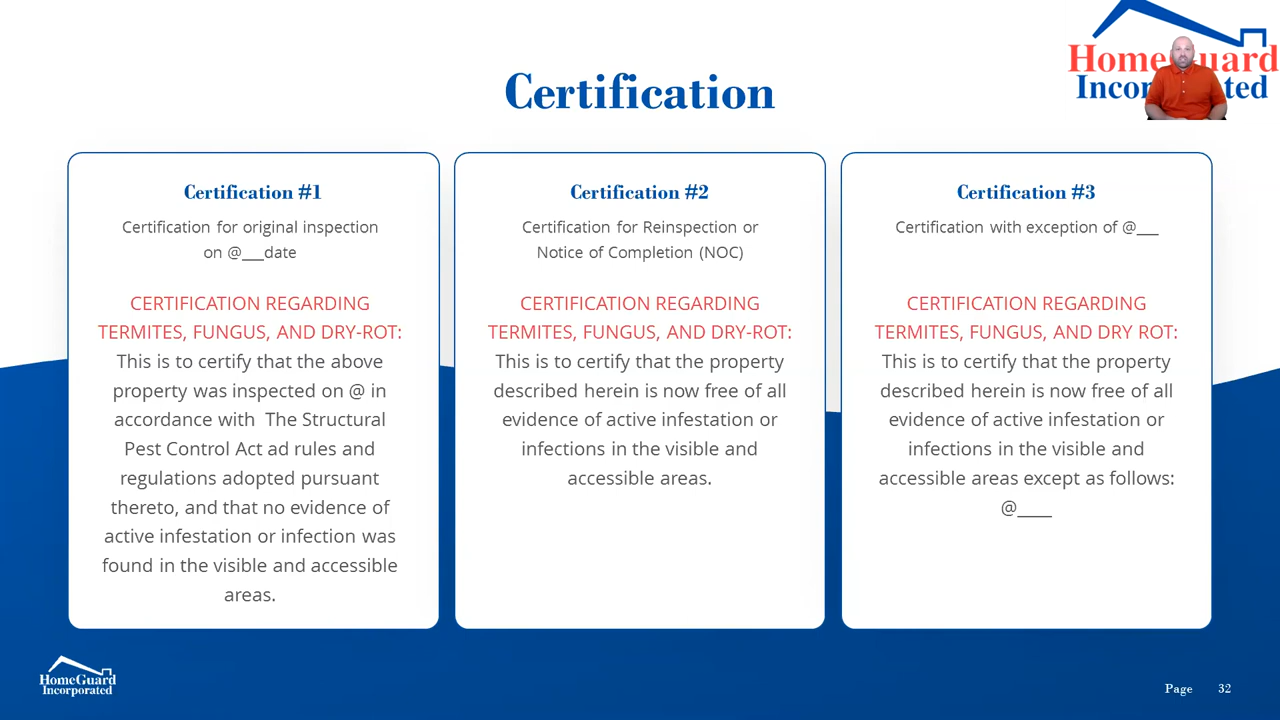 HomeGuard
Incorporated
Certification
Certification #1
Certification for original inspection
on @___date
CERTIFICATION REGARDING
TERMITES, FUNGUS, AND DRY-ROT:
This is to certify that the above
property was inspected on @ in
accordance with The Structural
Pest Control Act ad rules and
regulations adopted pursuant
thereto, and that no evidence of
active infestation or infection was
found in the visible and accessible
areas.
Certification #2
Certification for Reinspection or
Notice of Completion (NOC)
CERTIFICATION REGARDING
TERMITES, FUNGUS, AND DRY-ROT:
This is to certify that the property
described herein is now free of all
evidence of active infestation or
infections in the visible and
accessible areas.
Certification #3
Certification with exception of @___
CERTIFICATION REGARDING
TERMITES, FUNGUS, AND DRY ROT:
This is to certify that the property
described herein is now free of all
evidence of active infestation or
infections in the visible and
accessible areas except as follows:
@____
HomeGuard
Incorporated
Page 32